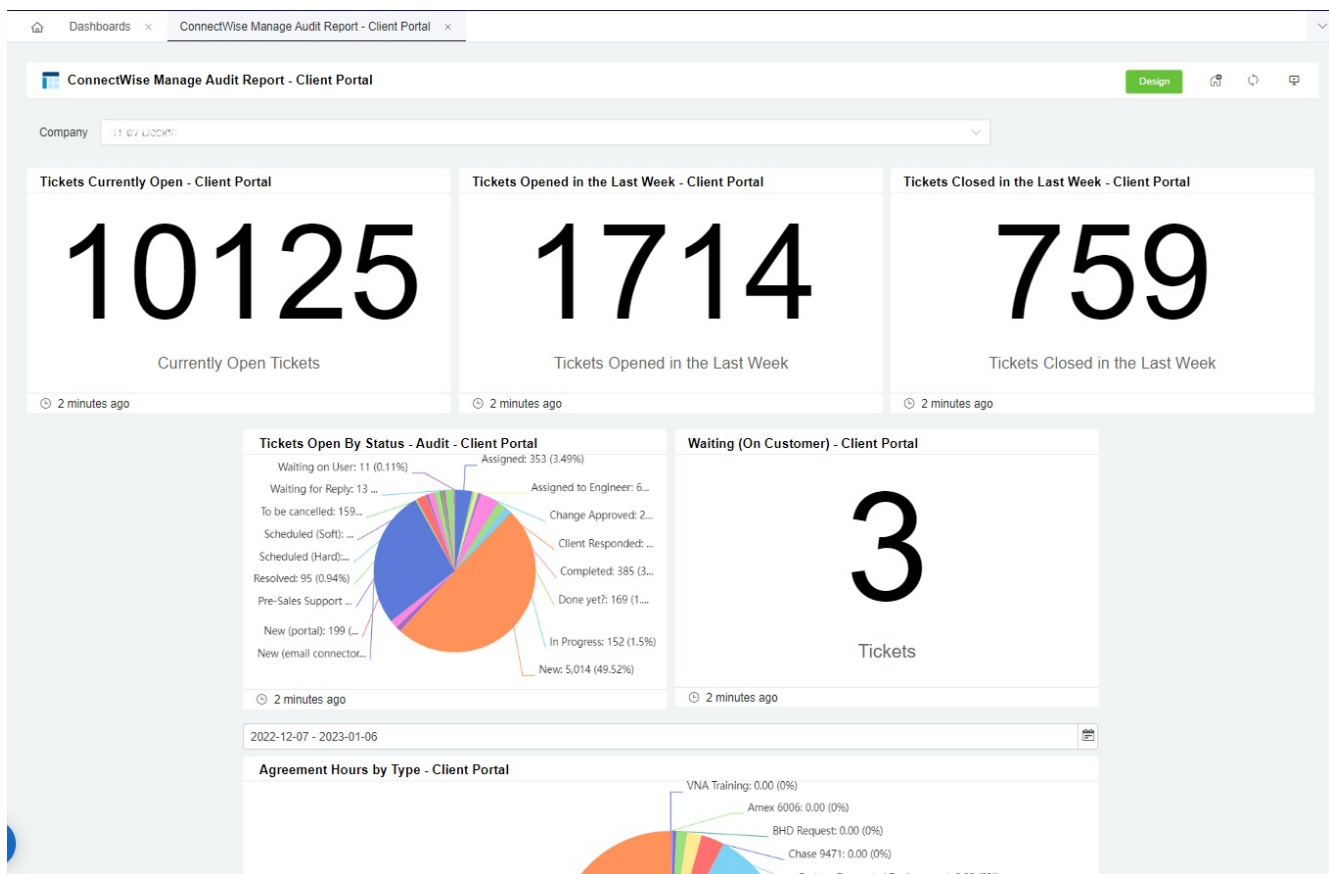 Dashboards ×
ConnectWise Manage Audit Report - Client Portal ×
ConnectWise Manage Audit Report - Client Portal
Design
Company
Tickets Currently Open - Client Portal
10125
Currently Open Tickets
2 minutes ago
Tickets Opened in the Last Week - Client Portal
1714
Tickets Opened in the Last Week
2 minutes ago
Tickets Closed in the Last Week - Client Portal
759
Tickets Closed in the Last Week
2 minutes ago
Tickets Open By Status - Audit - Client Portal
Waiting on User: 11 (0.11%)
Waiting for Reply: 13 ...
To be cancelled: 159...
Scheduled (Soft): ...
Scheduled (Hard):...
Resolved: 95 (0.94%)
Pre-Sales Support ...
New (portal): 199 (...
New (email connector...
Assigned: 353 (3.49%)
Assigned to Engineer: 6...
Change Approved: 2...
Client Responded: ...
Completed: 385 (3...
Done yet?: 169 (1....
In Progress: 152 (1.5%)
New: 5,014 (49.52%)
2 minutes ago
Waiting (On Customer) - Client Portal
3
Tickets
2 minutes ago
2022-12-07 - 2023-01-06
Agreement Hours by Type - Client Portal
VNA Training: 0.00 (0%)
Amex 6006: 0.00 (0%)
BHD Request: 0.00 (0%)
Chase 9471: 0.00 (0%)